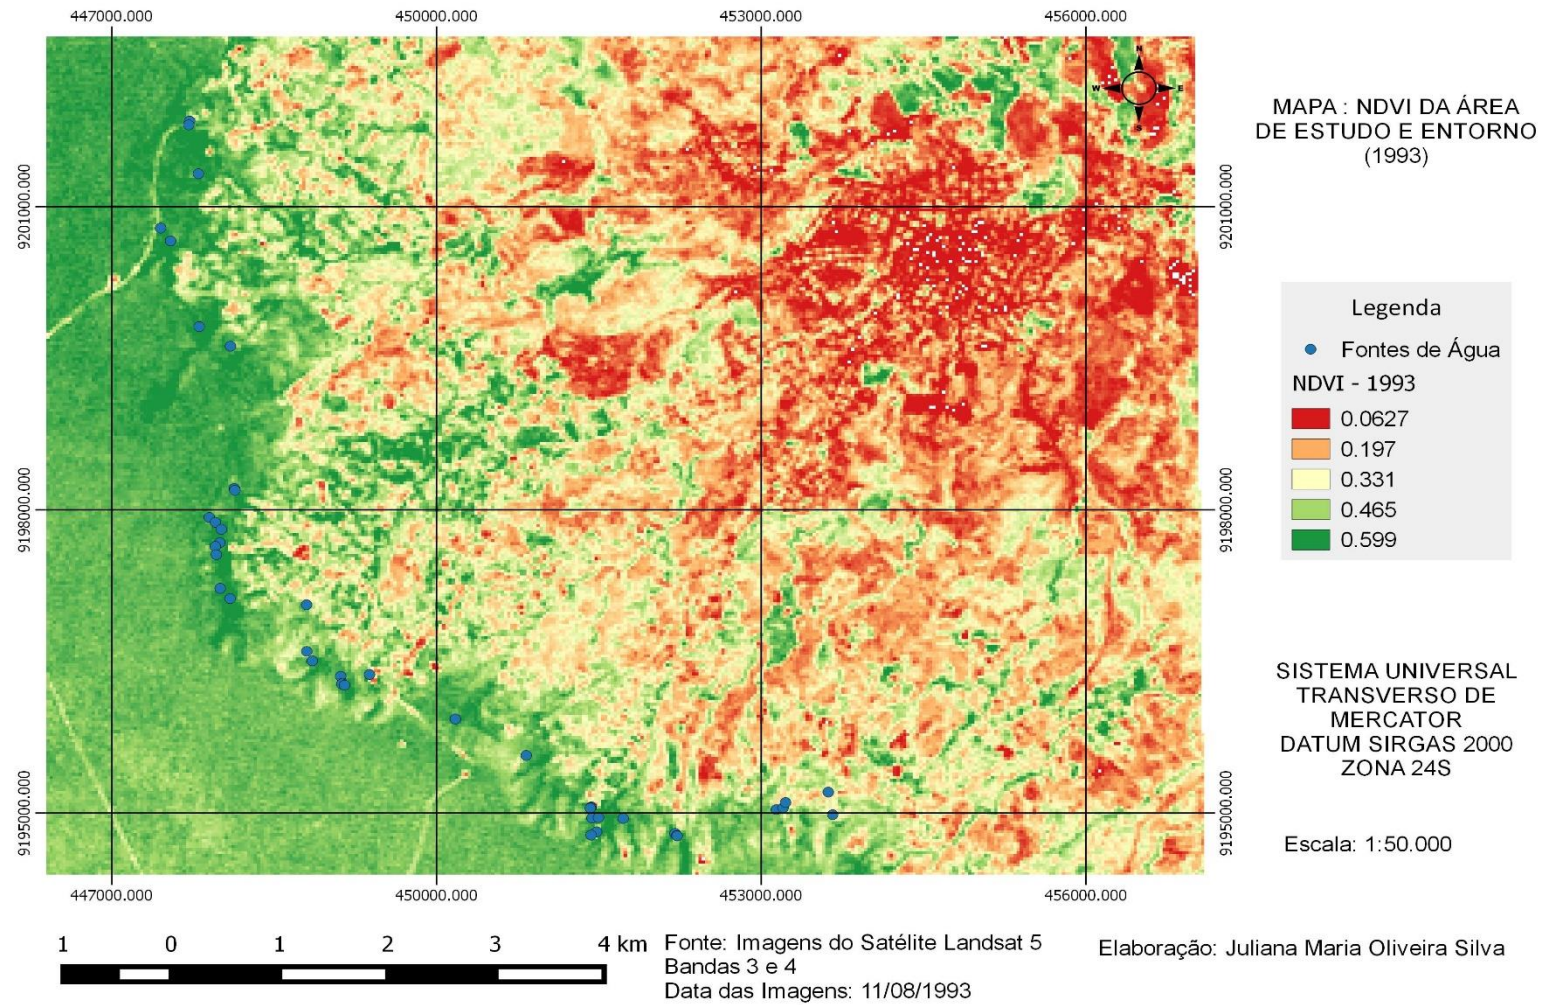 447000.000 450000.000 453000.000 456000.000
N
W E
S
9201000.000 9201000.000
9198000.000 9198000.000
9195000.000 9195000.000
447000.000 450000.000 453000.000 456000.000
MAPA : NDVI DA ÁREA
DE ESTUDO E ENTORNO
(1993)
Legenda
Fontes de Água
NDVI - 1993
0.0627
0.197
0.331
0.465
0.599
SISTEMA UNIVERSAL
TRANSVERSO DE
MERCATOR
DATUM SIRGAS 2000
ZONA 24S
Escala: 1:50.000
1 0 1 2 3 4 km
Fonte: Imagens do Satélite Landsat 5
Bandas 3 e 4
Data das Imagens: 11/08/1993
Elaboração: Juliana Maria Oliveira Silva